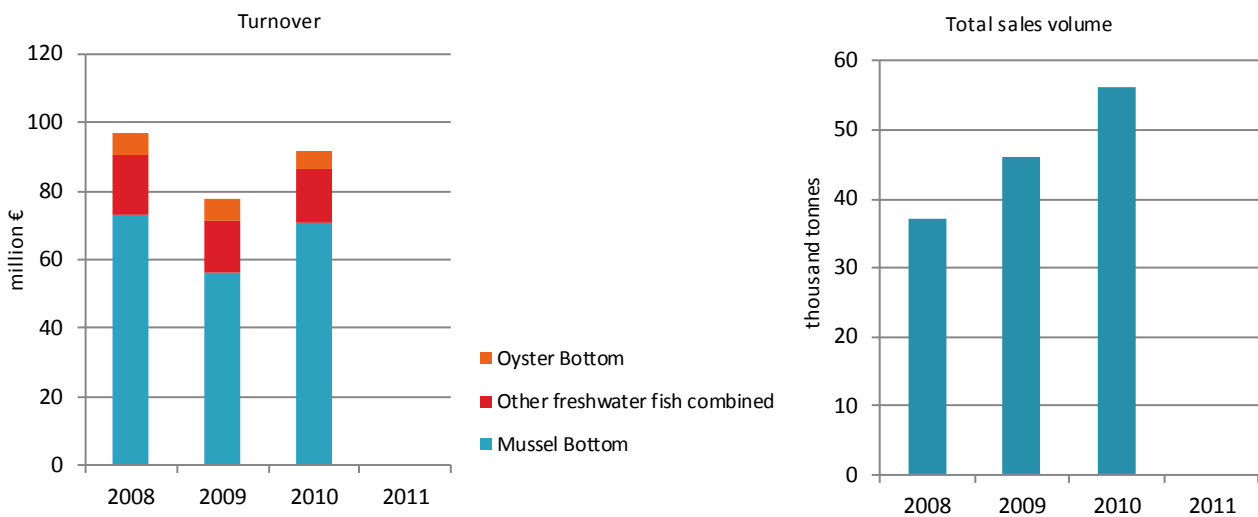 Turnover
120
100
80
60
40
20
0
million €
2008 2009 2010 2011
Oyster Bottom
Other freshwater fish combined
Mussel Bottom
Total sales volume
60
50
40
30
20
10
0
thousand tonnes
2008 2009 2010 2011